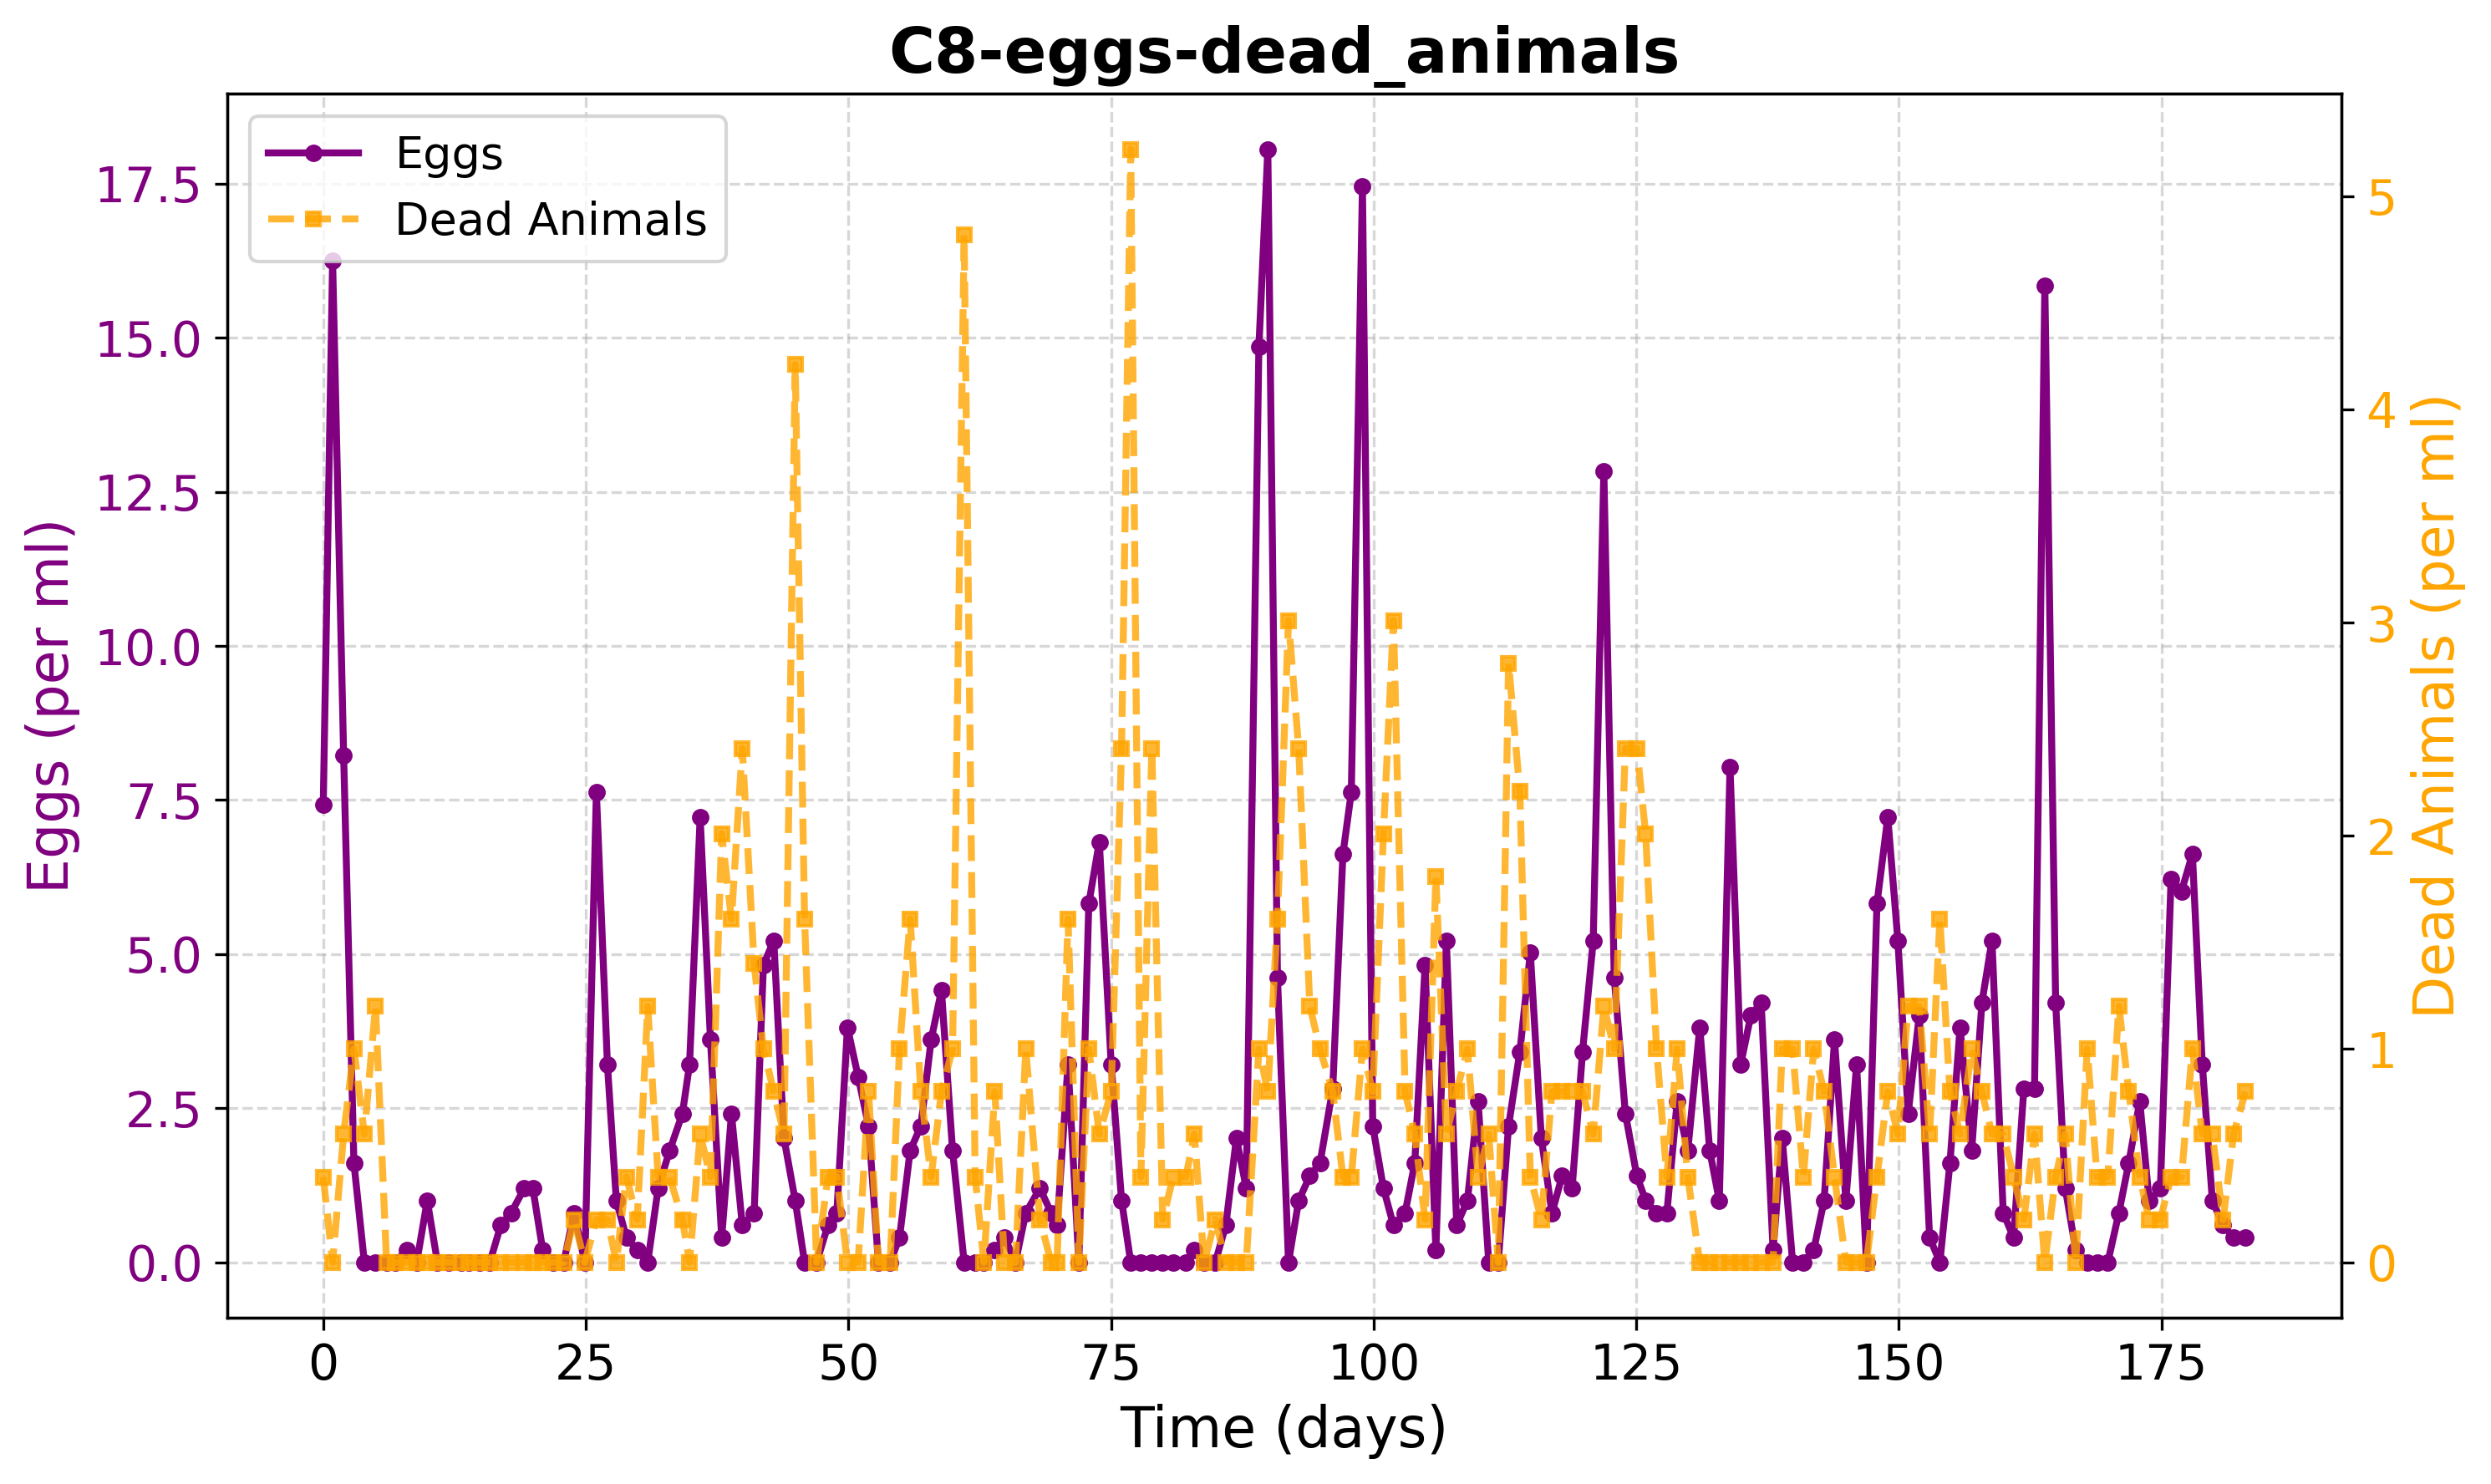 C8-eggs-dead_animals
Eggs
Dead Animals
17.5
15.0
12.5
10.0
7.5
5.0
2.5
0.0
Eggs (per ml)
5
4
3
2
1
0
Dead Animals (per ml)
0 25 50 75 100 125 150 175
Time (days)